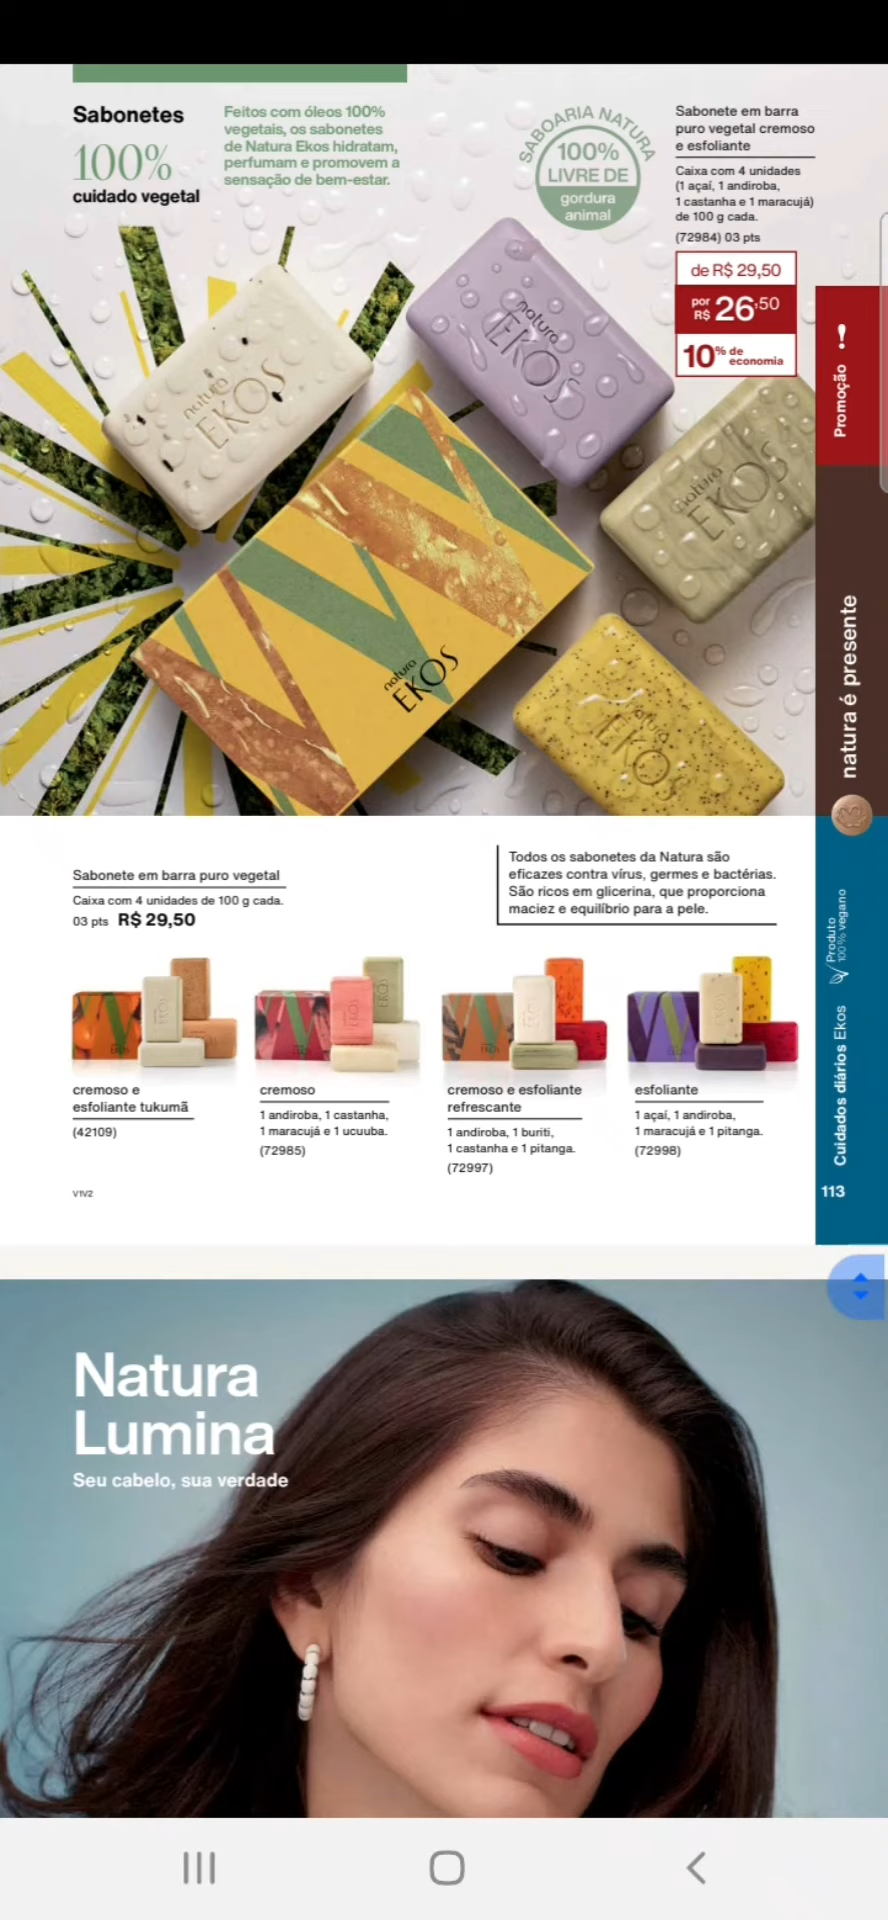 Sabonetes
100%
cuidado vegetal
Feitos com óleos 100%
vegetais, os sabonetes
de Natura Ekos hidratam,
perfumam e promovem a
sensação de bem-estar.
SABOARIA NATURA
100%
LIVRE DE
gordura
animal
Sabonete em barra
puro vegetal cremoso
e esfoliante
Caixa com 4 unidades
(1 açaí, 1 andiroba,
1 castanha e 1 maracujá)
de 100 g cada.
(72984) 03 pts
de R$ 29,50
por R$ 26,50
10% de economia
Promoção !
natura
EKOS
natura
EKOS
natura
EKOS
natura
EKOS
natura
EKOS
natura é presente
Sabonete em barra puro vegetal
Caixa com 4 unidades de 100 g cada.
03 pts R$ 29,50
Todos os sabonetes da Natura são
eficazes contra vírus, germes e bactérias.
São ricos em glicerina, que proporciona
maciez e equilíbrio para a pele.
Produto
100% vegano
cremoso e
esfoliante tukumã
(42109)
cremoso
1 andiroba, 1 castanha,
1 maracujá e 1 ucuuba.
(72985)
cremoso e esfoliante
refrescante
1 andiroba, 1 buriti,
1 castanha e 1 pitanga.
(72997)
esfoliante
1 açaí, 1 andiroba,
1 maracujá e 1 pitanga.
(72998)
Cuidados diários Ekos
V1V2
113
Natura
Lumina
Seu cabelo, sua verdade